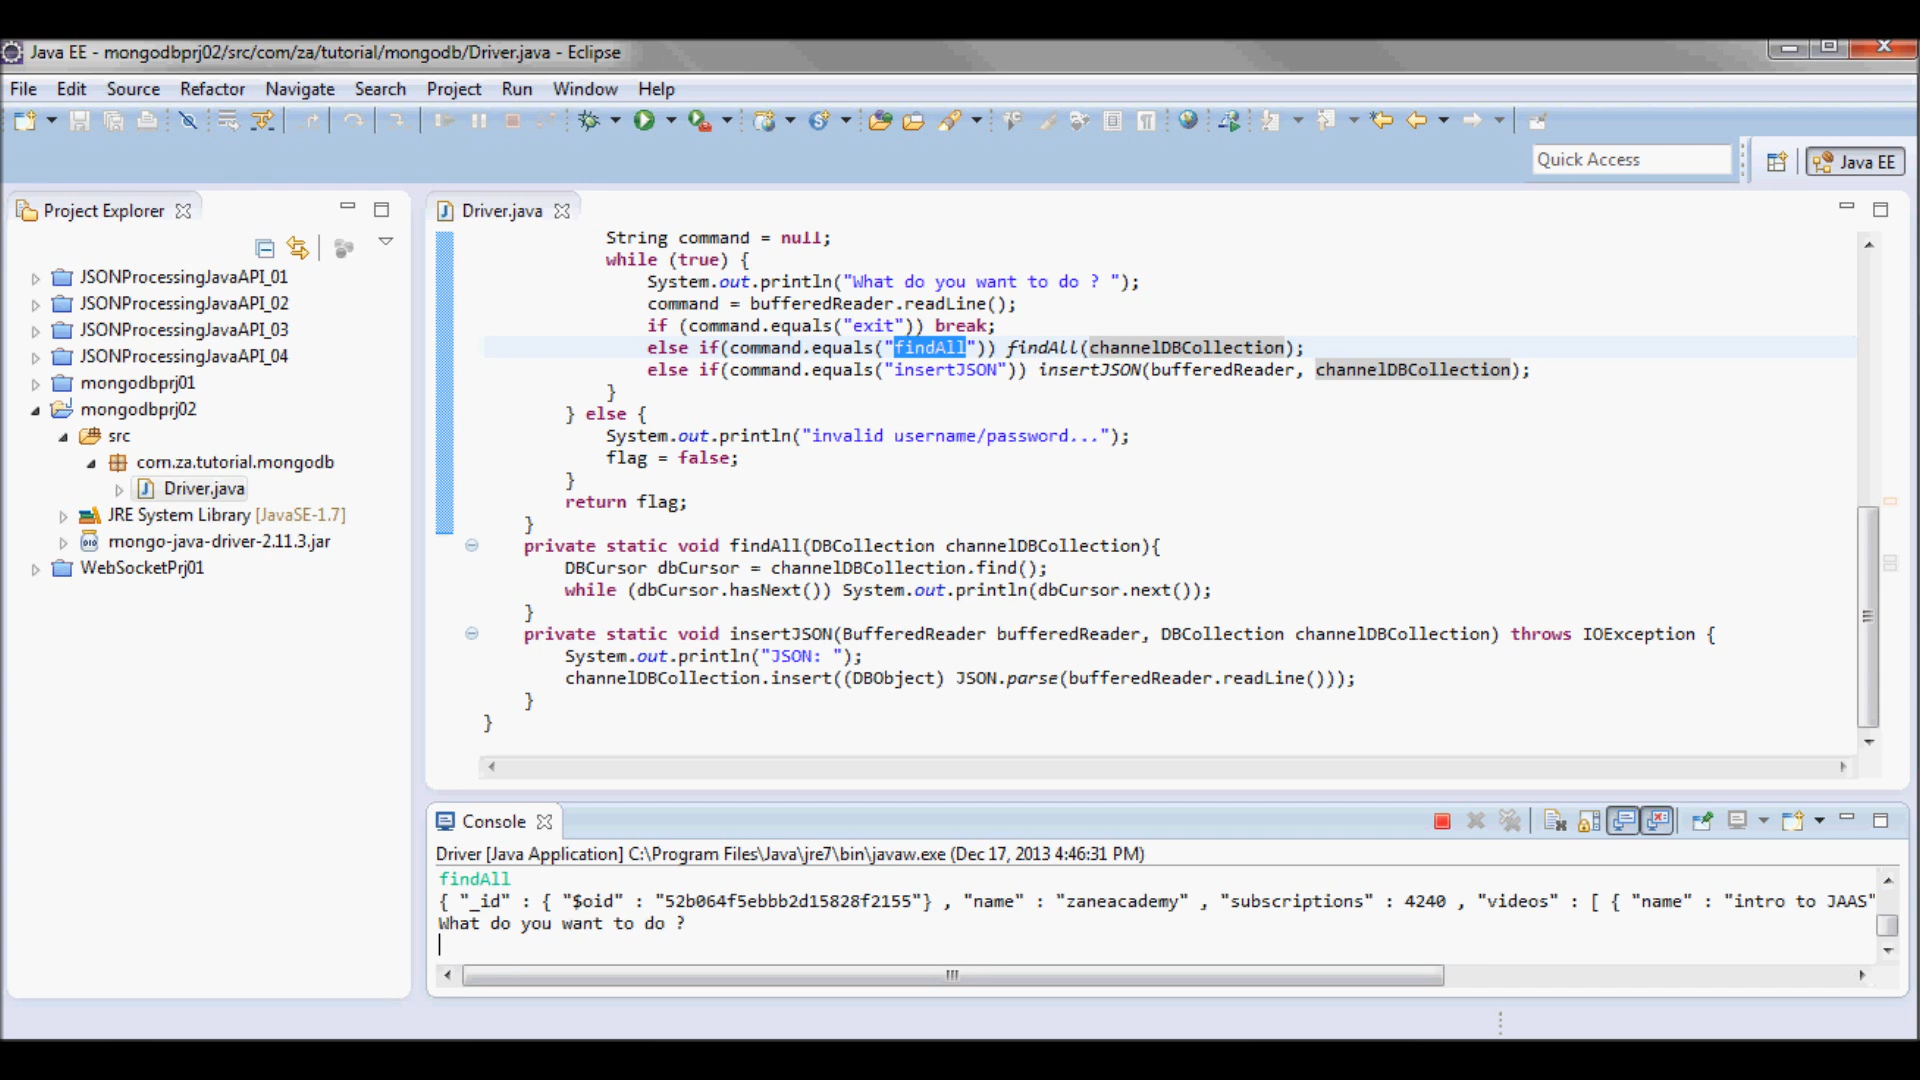 Java EE - mongodbprj02/src/com/za/tutorial/mongodb/Driver.java - Eclipse
File Edit Source Refactor Navigate Search Project Run Window Help
Quick Access
Java EE
Project Explorer
JSONProcessingJavaAPI_01
JSONProcessingJavaAPI_02
JSONProcessingJavaAPI_03
JSONProcessingJavaAPI_04
mongodbprj01
mongodbprj02
src
com.za.tutorial.mongodb
Driver.java
JRE System Library [JavaSE-1.7]
mongo-java-driver-2.11.3.jar
WebSocketPrj01
Driver.java
String command = null;
while (true) {
System.out.println("What do you want to do ? ");
command = bufferedReader.readLine();
if (command.equals("exit")) break;
else if(command.equals("findAll")) findAll(channelDBCollection);
else if(command.equals("insertJSON")) insertJSON(bufferedReader, channelDBCollection);
}
} else {
System.out.println("invalid username/password...");
flag = false;
}
return flag;
}
private static void findAll(DBCollection channelDBCollection){
DBCursor dbCursor = channelDBCollection.find();
while (dbCursor.hasNext()) System.out.println(dbCursor.next());
}
private static void insertJSON(BufferedReader bufferedReader, DBCollection channelDBCollection) throws IOException {
System.out.println("JSON: ");
channelDBCollection.insert((DBObject) JSON.parse(bufferedReader.readLine()));
}
}
Console
Driver [Java Application] C:\Program Files\Java\jre7\bin\javaw.exe (Dec 17, 2013 4:46:31 PM)
findAll
{ "_id" : { "$oid" : "52b064f5ebbb2d15828f2155"} , "name" : "zaneacademy" , "subscriptions" : 4240 , "videos" : [ { "name" : "intro to JAAS"
What do you want to do ?